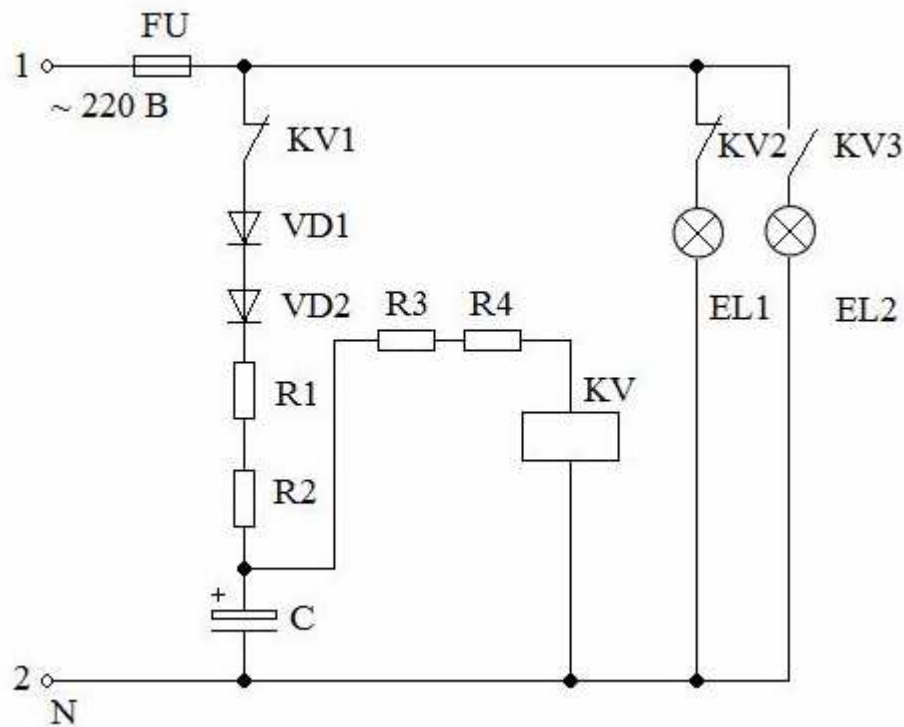 FU
1
~ 220 В
KV1
KV2
KV3
VD1
VD2
R3
R4
EL1
EL2
R1
KV
R2
+
C
2
N